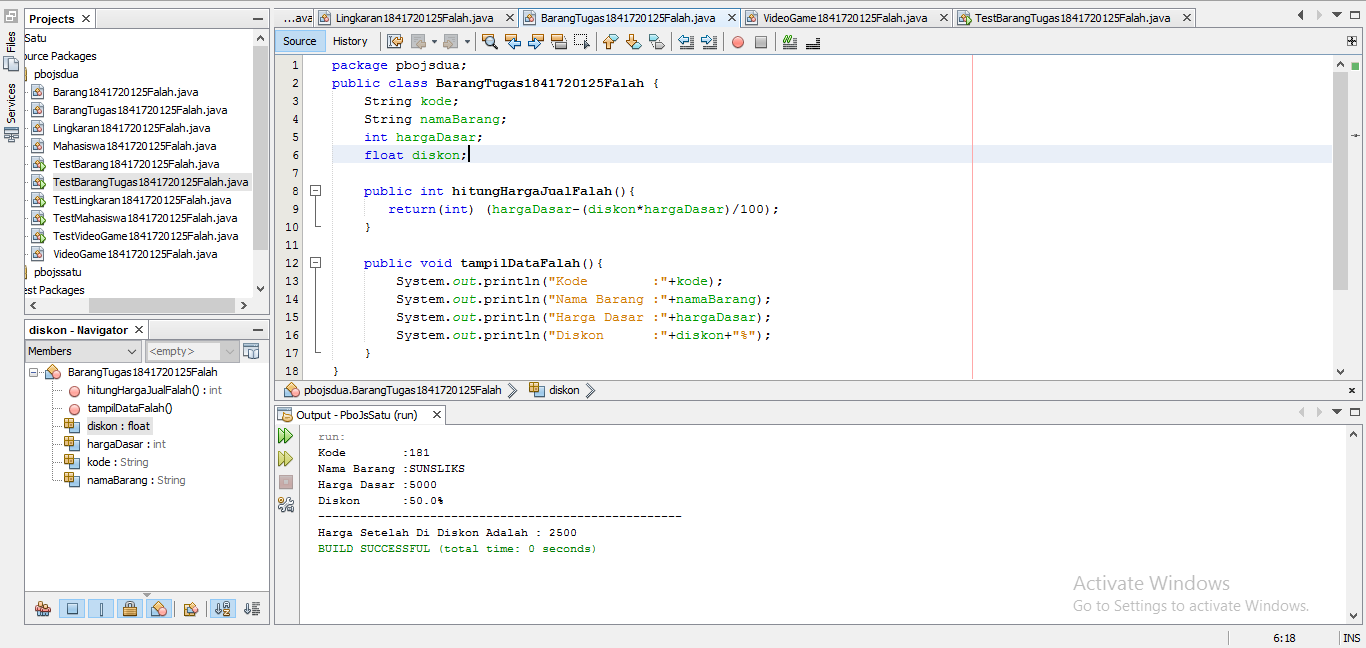 Files
Services
Projects
Satu
urce Packages
pbojsdua
Barang1841720125Falah.java
BarangTugas1841720125Falah.java
Lingkaran1841720125Falah.java
Mahasiswa1841720125Falah.java
TestBarang1841720125Falah.java
TestBarangTugas1841720125Falah.java
TestLingkaran1841720125Falah.java
TestMahasiswa1841720125Falah.java
TestVideoGame1841720125Falah.java
VideoGame1841720125Falah.java
pbojssatu
est Packages
diskon - Navigator
Members <empty>
BarangTugas1841720125Falah
hitungHargaJualFalah() : int
tampilDataFalah()
diskon : float
hargaDasar : int
kode : String
namaBarang : String
...ava Lingkaran1841720125Falah.java BarangTugas1841720125Falah.java VideoGame1841720125Falah.java TestBarangTugas1841720125Falah.java
Source History
1 package pbojsdua;
2 public class BarangTugas1841720125Falah {
3 String kode;
4 String namaBarang;
5 int hargaDasar;
6 float diskon;
7
8 public int hitungHargaJualFalah(){
9 return(int) (hargaDasar-(diskon*hargaDasar)/100);
10 }
11
12 public void tampilDataFalah(){
13 System.out.println("Kode        :"+kode);
14 System.out.println("Nama Barang :"+namaBarang);
15 System.out.println("Harga Dasar :"+hargaDasar);
16 System.out.println("Diskon      :"+diskon+"%");
17 }
18 }
pbojsdua.BarangTugas1841720125Falah diskon
Output - PboJsSatu (run)
run:
Kode        :181
Nama Barang :SUNSLIKS
Harga Dasar :5000
Diskon      :50.0%
----------------------------------------------------
Harga Setelah Di Diskon Adalah : 2500
BUILD SUCCESSFUL (total time: 0 seconds)
Activate Windows
Go to Settings to activate Windows.
6:18 INS